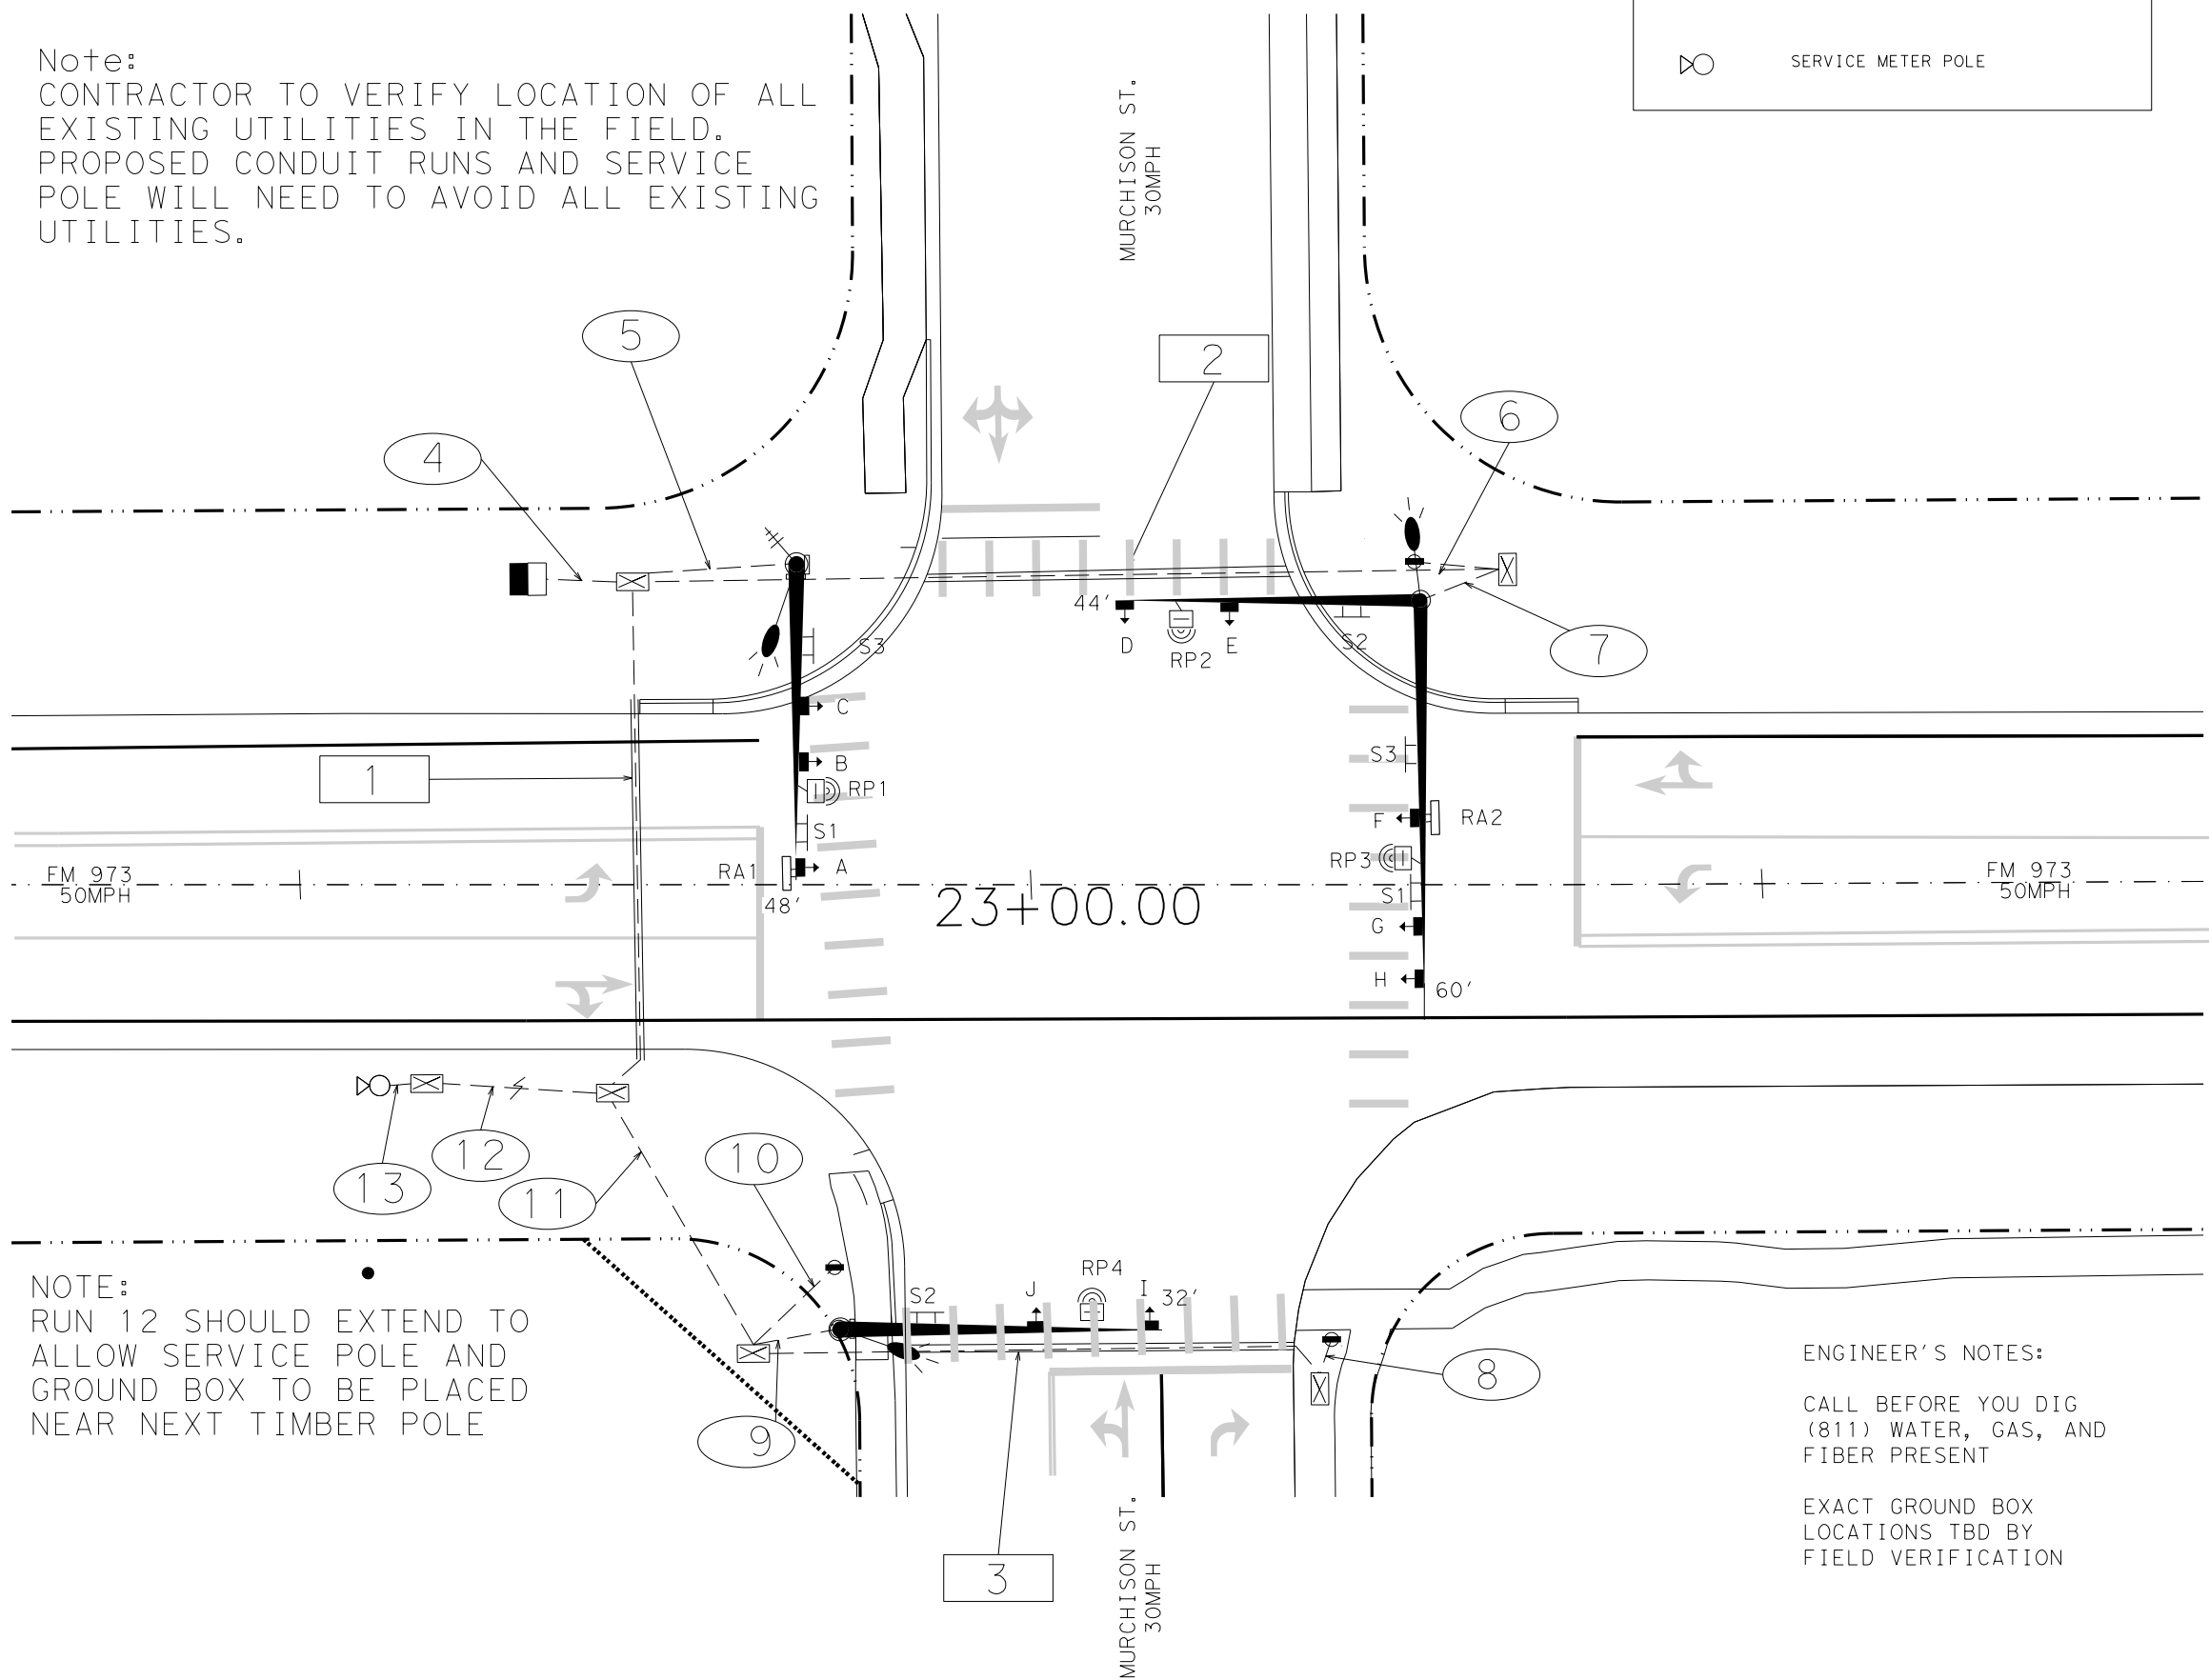 Note:
CONTRACTOR TO VERIFY LOCATION OF ALL
EXISTING UTILITIES IN THE FIELD.
PROPOSED CONDUIT RUNS AND SERVICE
POLE WILL NEED TO AVOID ALL EXISTING
UTILITIES.
SERVICE METER POLE
MURCHISON ST.
30MPH
5
2
4
6
7
44'
D
RP2
E
S2
S3
C
B
RP1
S1
RA1
A
48'
1
S3
F
RA2
RP3
S1
G
H
60'
FM 973
50MPH
23+00.00
FM 973
50MPH
10
12
13
11
NOTE:
RUN 12 SHOULD EXTEND TO
ALLOW SERVICE POLE AND
GROUND BOX TO BE PLACED
NEAR NEXT TIMBER POLE
S2
J
RP4
I
32'
9
8
3
MURCHISON ST.
30MPH
ENGINEER'S NOTES:
CALL BEFORE YOU DIG
(811) WATER, GAS, AND
FIBER PRESENT
EXACT GROUND BOX
LOCATIONS TBD BY
FIELD VERIFICATION